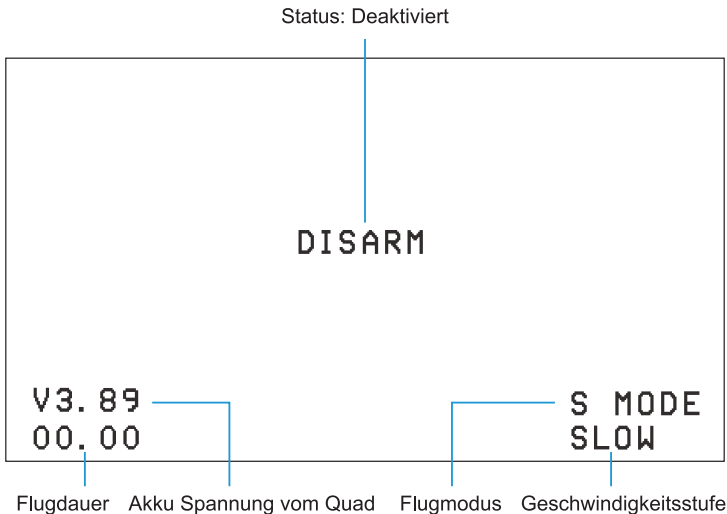 Status: Deaktiviert
DISARM
V3.89
S MODE
00.00
SLOW
Flugdauer
Akku Spannung vom Quad
Flugmodus
Geschwindigkeitsstufe